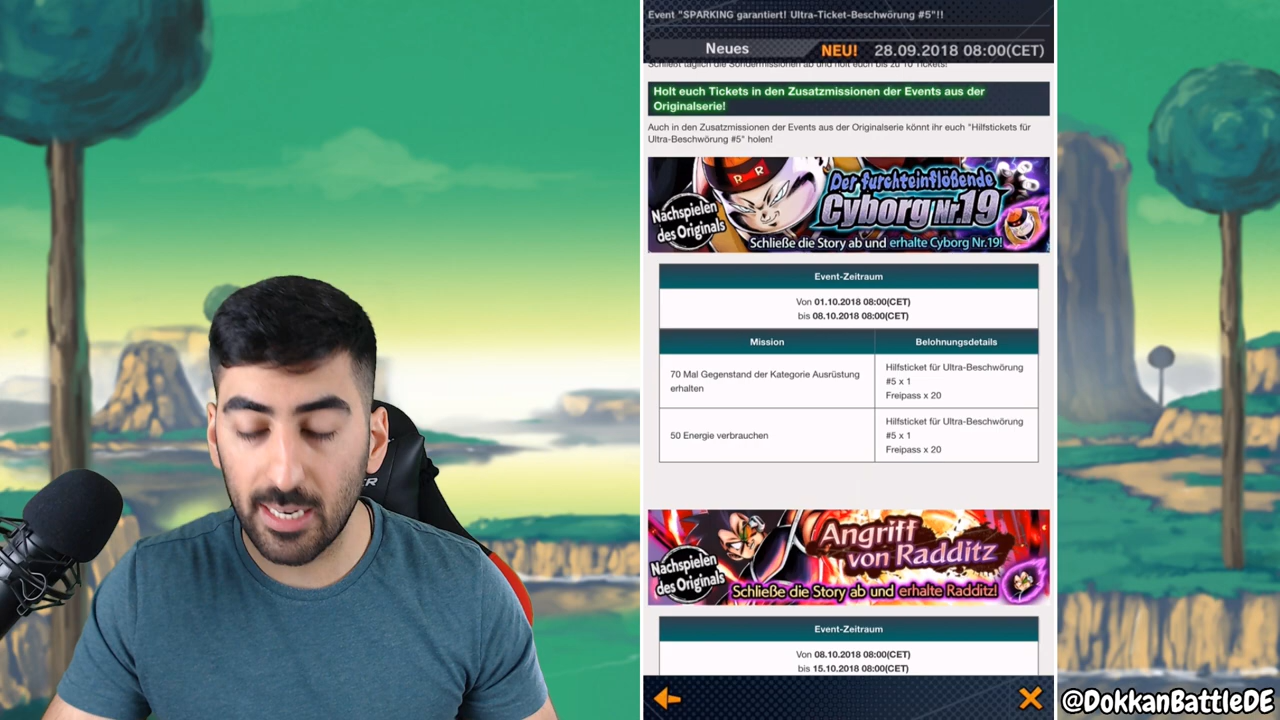 Event "SPARKING garantiert! Ultra-Ticket-Beschwörung #5"!!
Neues NEU! 28.09.2018 08:00(CET)
Schließt täglich die Sondermissionen ab und holt euch bis zu 10 Tickets!
Holt euch Tickets in den Zusatzmissionen der Events aus der
Originalserie!
Auch in den Zusatzmissionen der Events aus der Originalserie könnt ihr euch "Hilfstickets für
Ultra-Beschwörung #5" holen!
R R
Der furchteinflößende
Cyborg Nr.19
Nachspielen
des Originals
Schließe die Story ab und erhalte Cyborg Nr.19!
Event-Zeitraum
Von 01.10.2018 08:00(CET)
bis 08.10.2018 08:00(CET)
Mission Belohnungsdetails
70 Mal Gegenstand der Kategorie Ausrüstung
erhalten
Hilfsticket für Ultra-Beschwörung
#5 x 1
Freipass x 20
50 Energie verbrauchen
Hilfsticket für Ultra-Beschwörung
#5 x 1
Freipass x 20
Angriff
von Radditz
Nachspielen
des Originals
Schließe die Story ab und erhalte Radditz!
Event-Zeitraum
Von 08.10.2018 08:00(CET)
bis 15.10.2018 08:00(CET)
@DokkanBattleDE